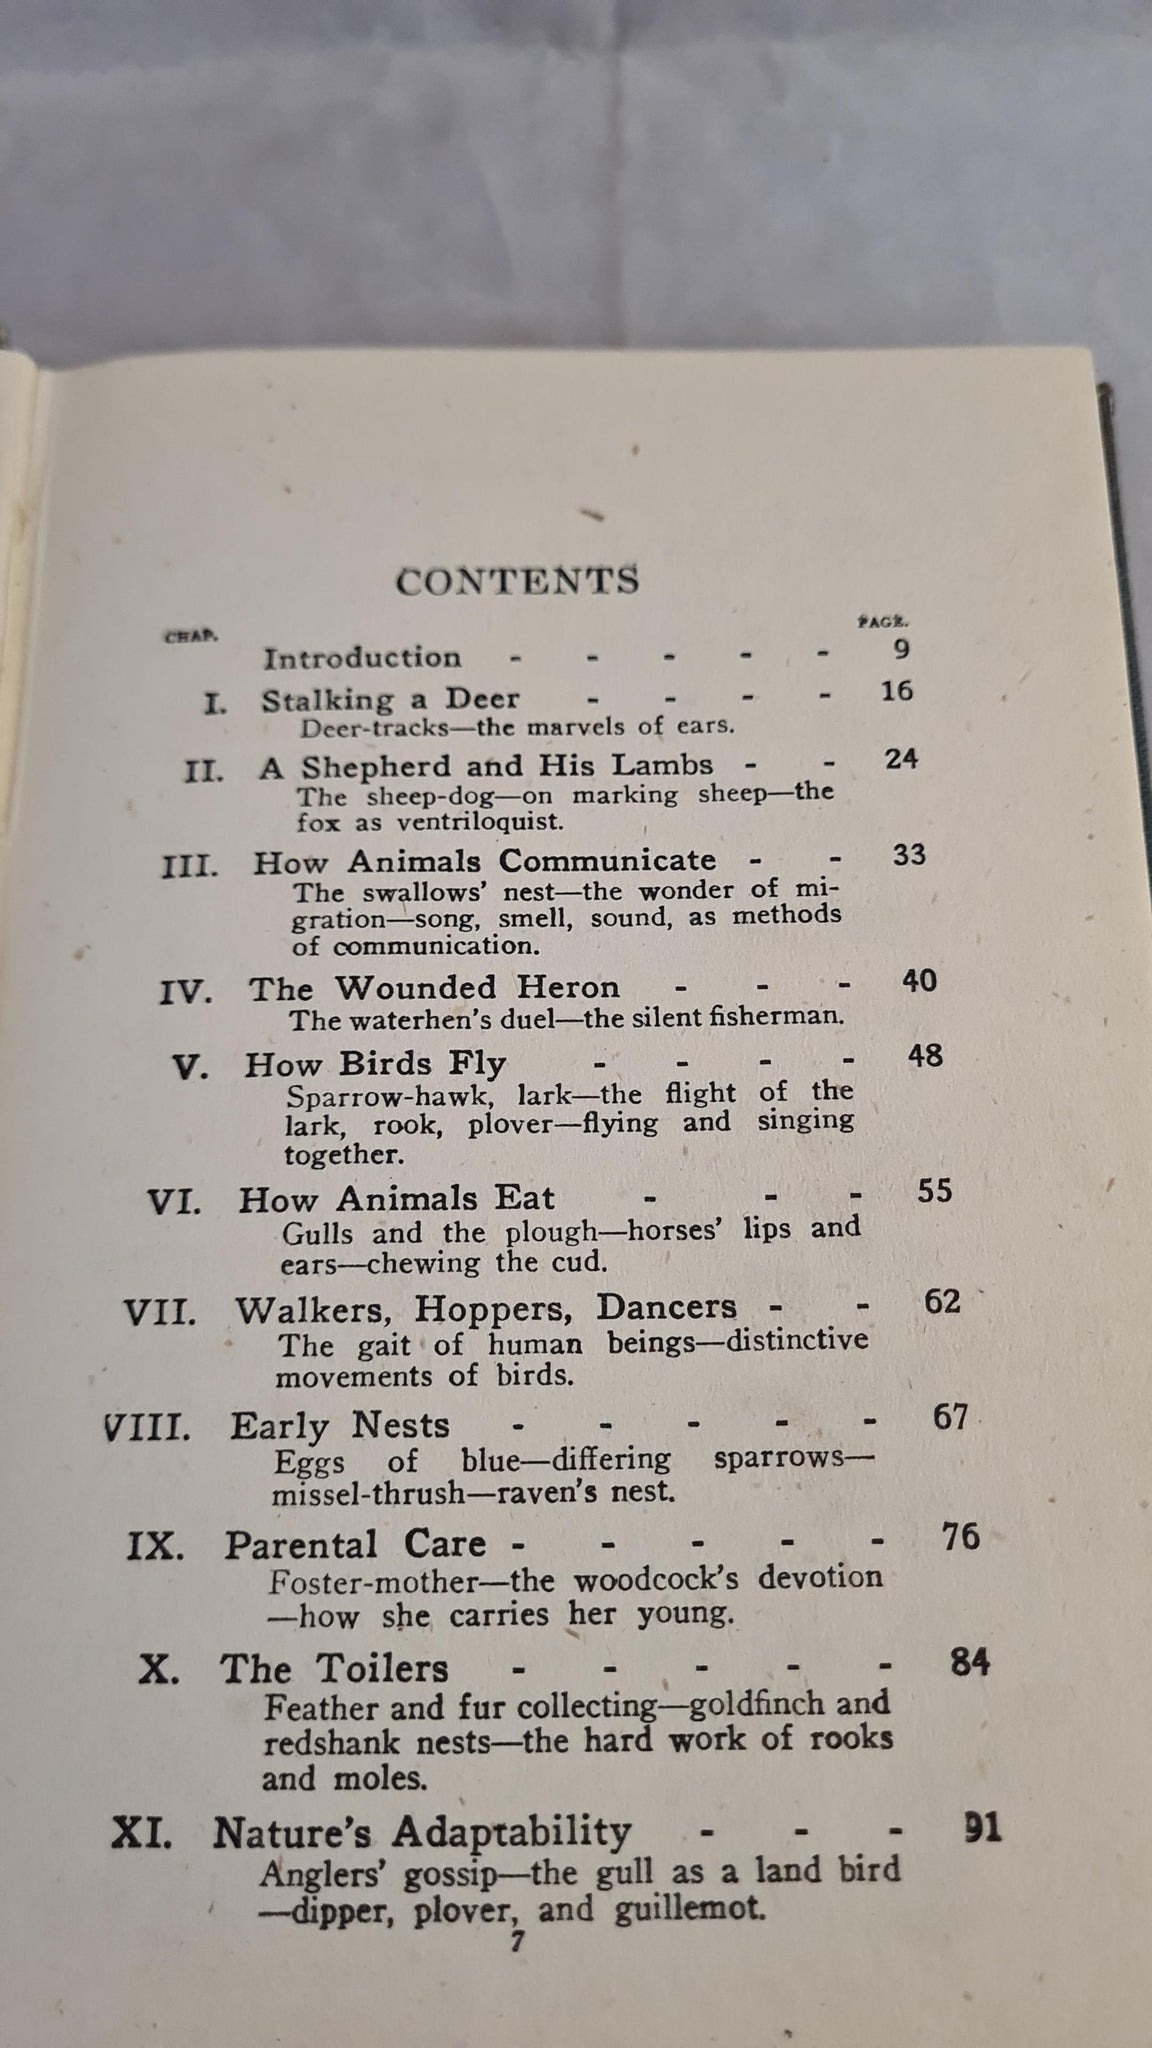 CONTENTS
CHAP. PAGE.
Introduction - - - - - 9
I. Stalking a Deer - - - - 16
Deer-tracks—the marvels of ears.
II. A Shepherd and His Lambs - - 24
The sheep-dog—on marking sheep—the
fox as ventriloquist.
III. How Animals Communicate - - 33
The swallows' nest—the wonder of mi-
gration—song, smell, sound, as methods
of communication.
IV. The Wounded Heron - - - 40
The waterhen's duel—the silent fisherman.
V. How Birds Fly - - - - 48
Sparrow-hawk, lark—the flight of the
lark, rook, plover—flying and singing
together.
VI. How Animals Eat - - - 55
Gulls and the plough—horses' lips and
ears—chewing the cud.
VII. Walkers, Hoppers, Dancers - - 62
The gait of human beings—distinctive
movements of birds.
VIII. Early Nests - - - - - 67
Eggs of blue—differing sparrows—
missel-thrush—raven's nest.
IX. Parental Care - - - - - 76
Foster-mother—the woodcock's devotion
—how she carries her young.
X. The Toilers - - - - - 84
Feather and fur collecting—goldfinch and
redshank nests—the hard work of rooks
and moles.
XI. Nature's Adaptability - - - 91
Anglers' gossip—the gull as a land bird
—dipper, plover, and guillemot.
7